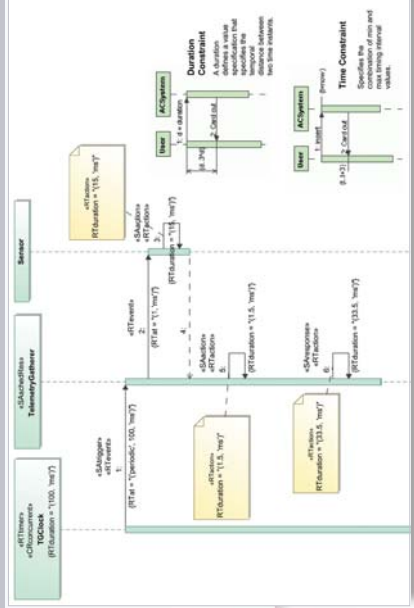 «RTtimer»
«CRconcurrent»
TGClock
{RTduration = "(100, 'ms')"}
«SAschedRes»
TelemetryGatherer
Sensor
«SAtrigger»
«RTevent»
1:
{RTat = "('periodic', 100, 'ms')"}
«RTevent»
2:
{RTat = "(1, 'ms')"}
«RTaction»
RTduration = "(15, 'ms')"
«SAaction»
«RTaction»
3:
{RTduration = "(15, 'ms')"}
4:
«SAaction»
«RTaction»
5:
{RTduration = "(1.5, 'ms')"}
«RTaction»
RTduration = "(1.5, 'ms')"
«SAresponse»
«RTaction»
6:
{RTduration = "(33.5, 'ms')"}
«RTaction»
RTduration = "(33.5, 'ms')"
User
ACSystem
1: d = duration
{d..3*d}
2: Card out
Duration
Constraint
A duration
defines a value
specification that
specifies the
temporal
distance between
two time instants.
User
ACSystem
1: insert
{t=now}
2: Card out
{t..t+3}
Time Constraint
Specifies the
combination of min and
max timing interval
values.